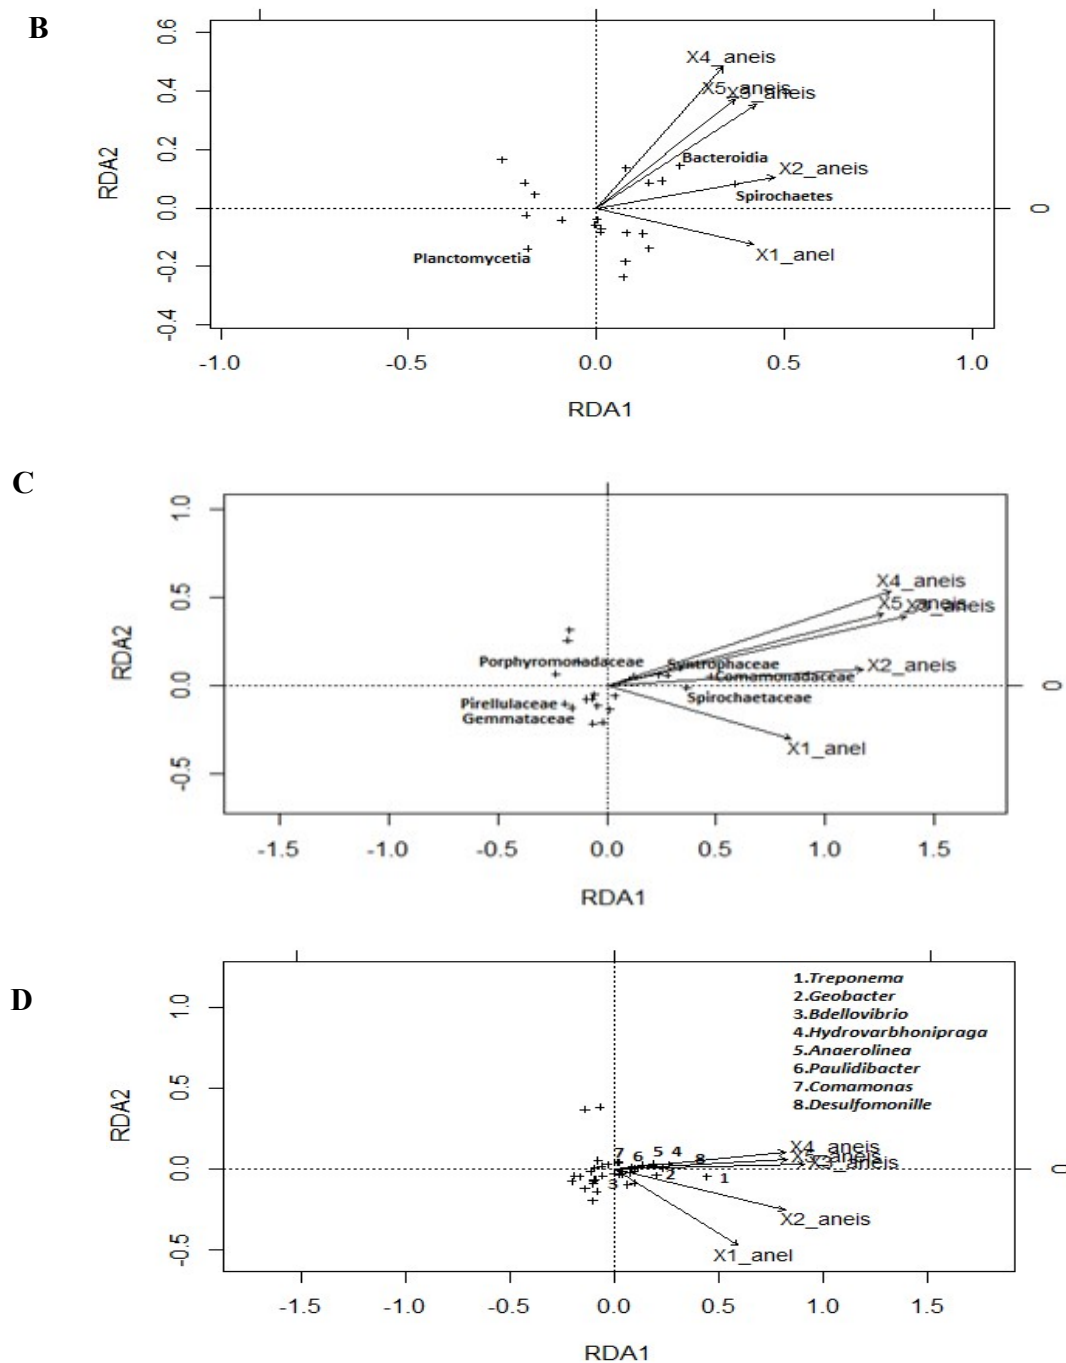 B
0.6
0.4
0.2
0.0
-0.2
-0.4
RDA2
X4_aneis
X5_aneis
X3_aneis
Bacteroidia
X2_aneis
Spirochaetes
X1_anel
Planctomycetia
0
-1.0 -0.5 0.0 0.5 1.0
RDA1
C
1.0
0.5
0.0
-0.5
RDA2
X4_aneis
X5_aneis
X3_aneis
Porphyromonadaceae
Syntrophaceae
X2_aneis
Comamonadaceae
Spirochaetaceae
Pirellulaceae
Gemmataceae
X1_anel
0
-1.5 -1.0 -0.5 0.0 0.5 1.0 1.5
RDA1
D
1.0
0.5
0.0
-0.5
RDA2
1.Treponema
2.Geobacter
3.Bdellovibrio
4.Hydrovarbhonipraga
5.Anaerolinea
6.Paulidibacter
7.Comamonas
8.Desulfomonille
X4_aneis
X5_aneis
X3_aneis
7 6 5 4 8
3 2 1
X2_aneis
X1_anel
0
-1.5 -1.0 -0.5 0.0 0.5 1.0 1.5
RDA1